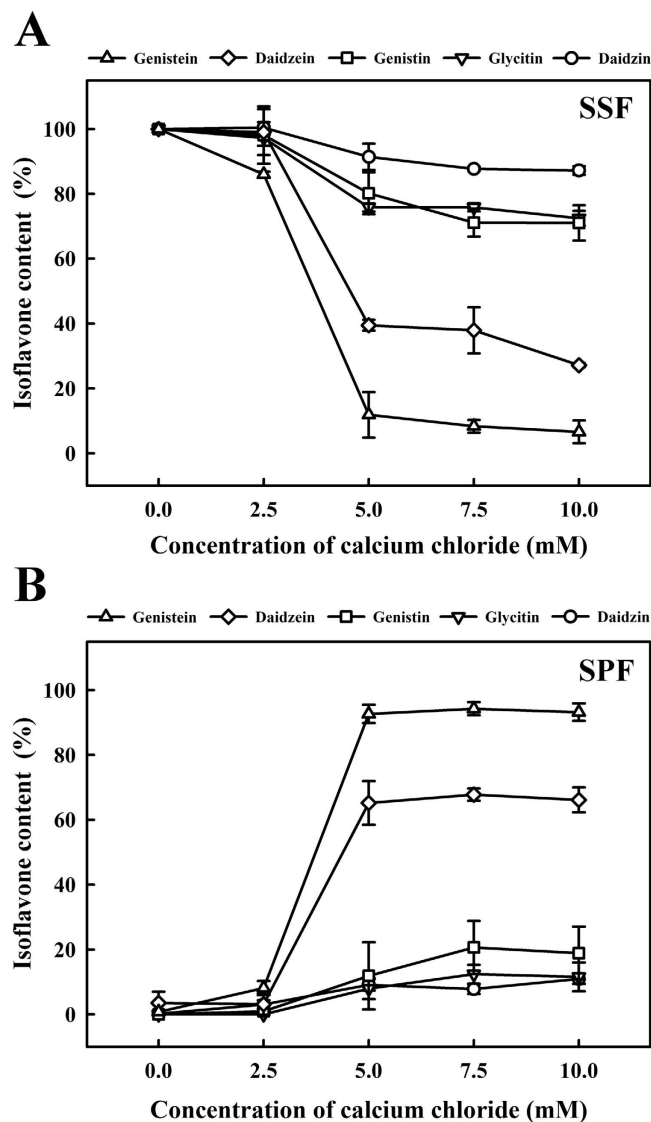 A
Genistein Daidzein Genistin Glycitin Daidzin
SSF
100
80
60
40
20
0
Isoflavone content (%)
0.0 2.5 5.0 7.5 10.0
Concentration of calcium chloride (mM)
B
Genistein Daidzein Genistin Glycitin Daidzin
SPF
100
80
60
40
20
0
Isoflavone content (%)
0.0 2.5 5.0 7.5 10.0
Concentration of calcium chloride (mM)